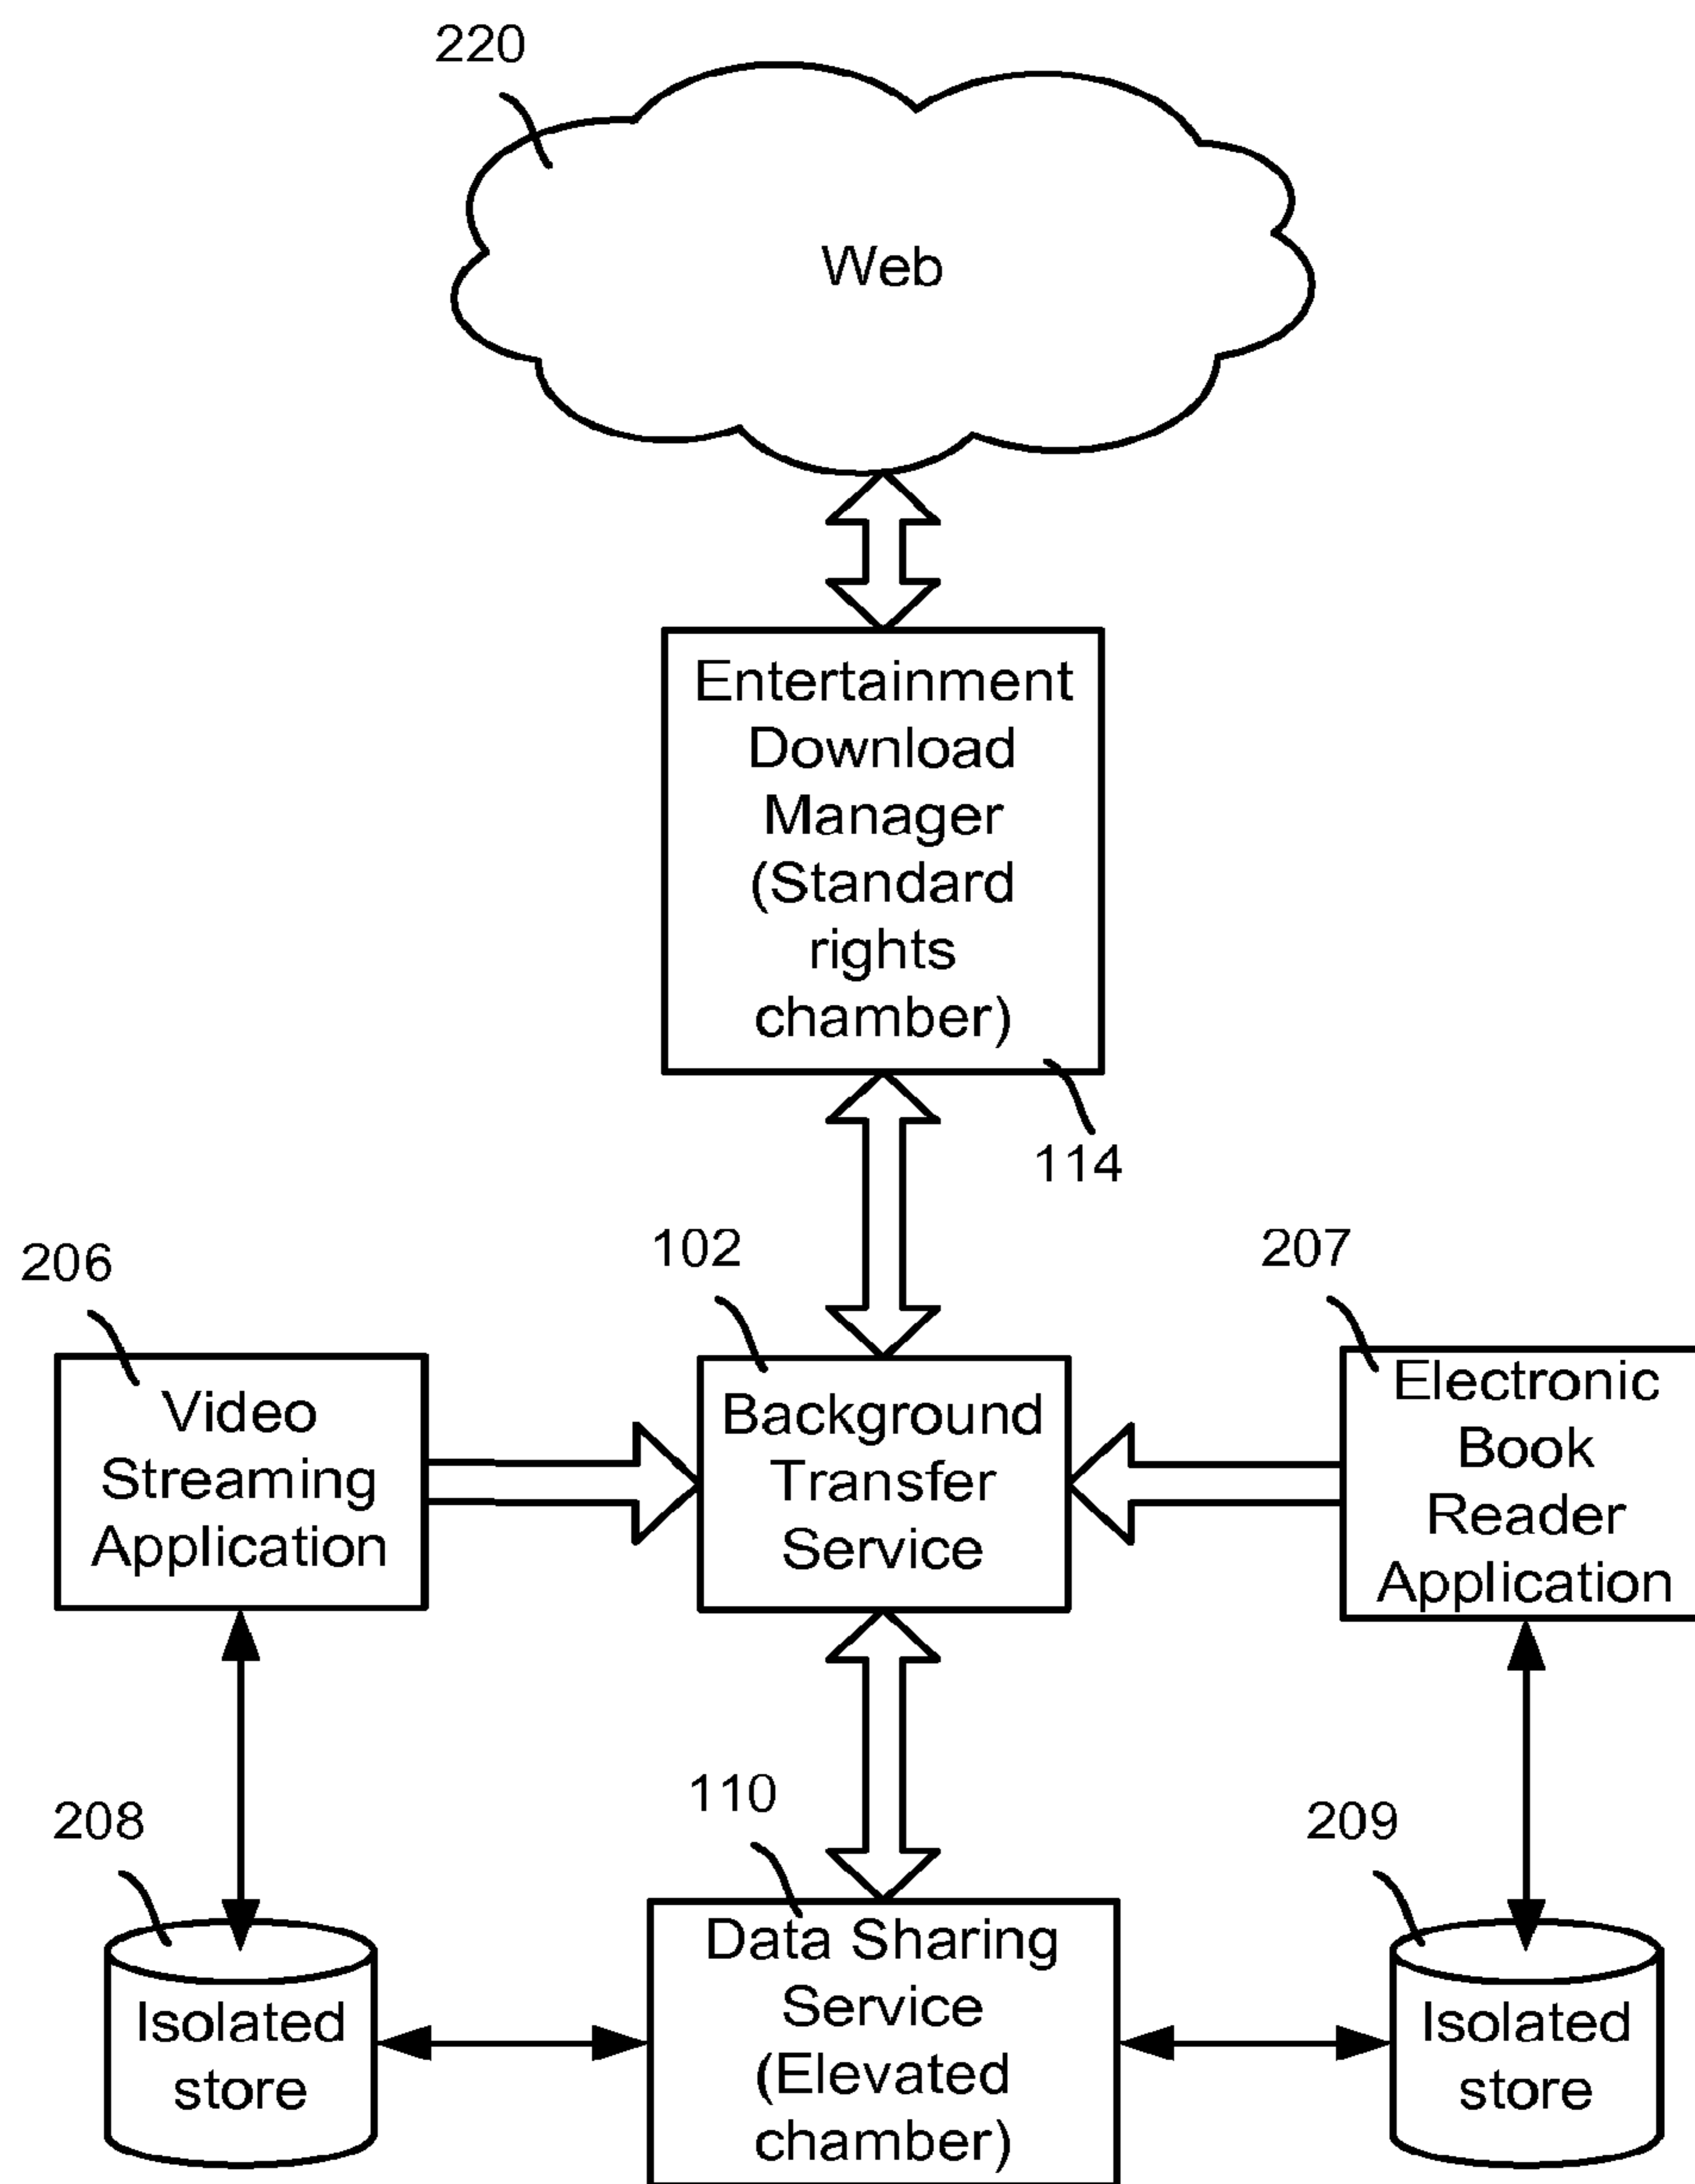 220
Web
Entertainment
Download
Manager
(Standard
rights
chamber)
114
206
102
207
Video
Streaming
Application
Background
Transfer
Service
Electronic
Book
Reader
Application
208
110
209
Isolated
store
Data Sharing
Service
(Elevated
chamber)
Isolated
store